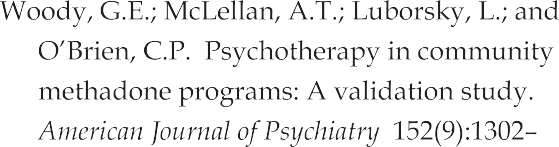 Woody, G.E.; McLellan, A.T.; Luborsky, L.; and
O’Brien, C.P.  Psychotherapy in community
methadone programs: A validation study.
American Journal of Psychiatry  152(9):1302–